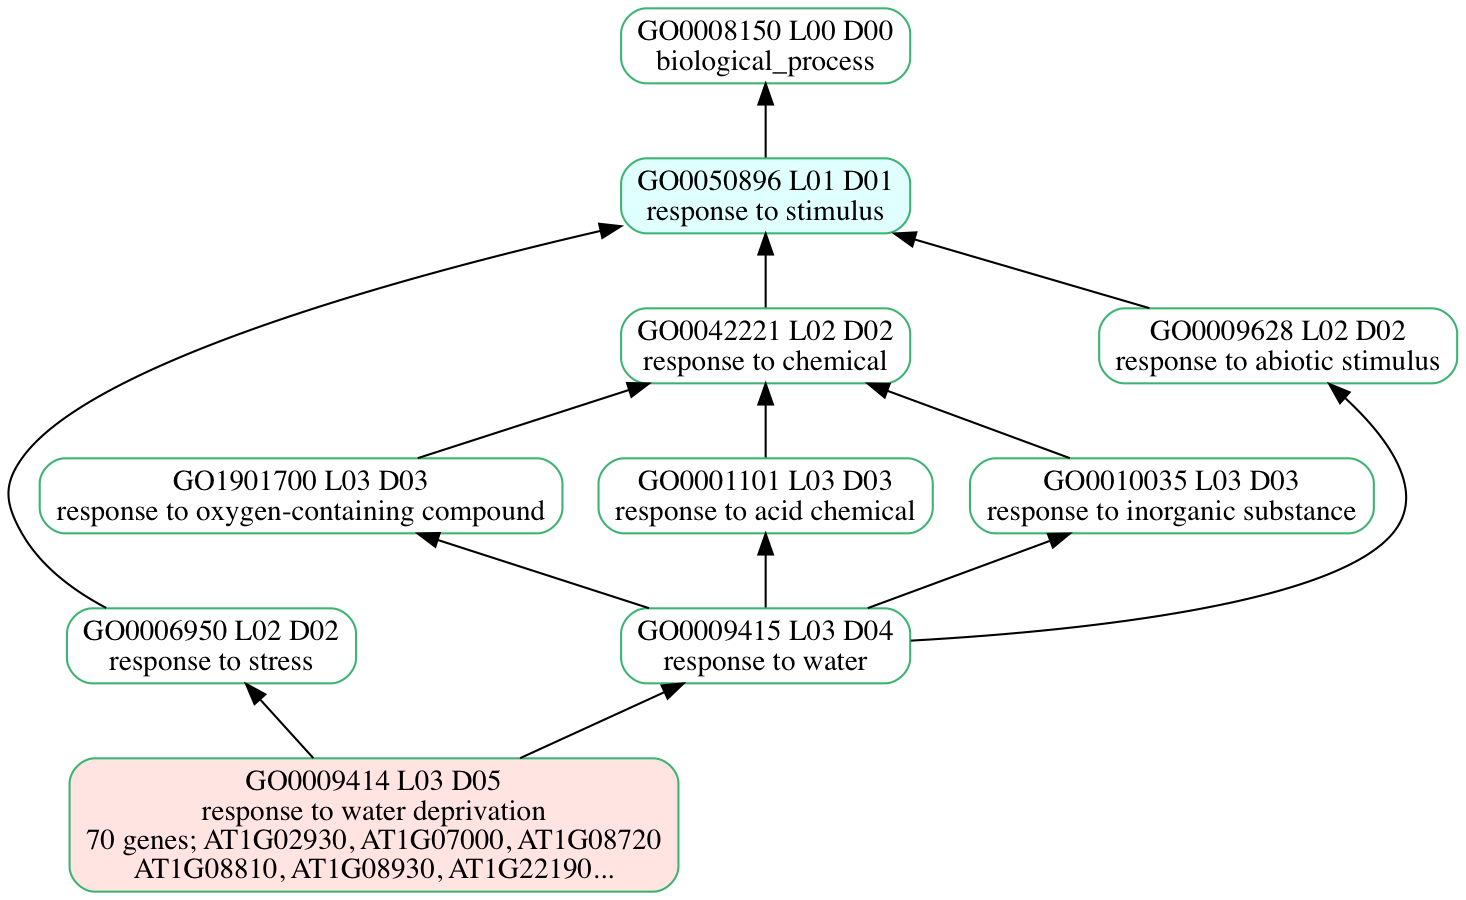 GO0008150 L00 D00
biological_process
GO0050896 L01 D01
response to stimulus
GO0042221 L02 D02
response to chemical
GO0009628 L02 D02
response to abiotic stimulus
GO1901700 L03 D03
response to oxygen-containing compound
GO0001101 L03 D03
response to acid chemical
GO0010035 L03 D03
response to inorganic substance
GO0006950 L02 D02
response to stress
GO0009415 L03 D04
response to water
GO0009414 L03 D05
response to water deprivation
70 genes; AT1G02930, AT1G07000, AT1G08720
AT1G08810, AT1G08930, AT1G22190...